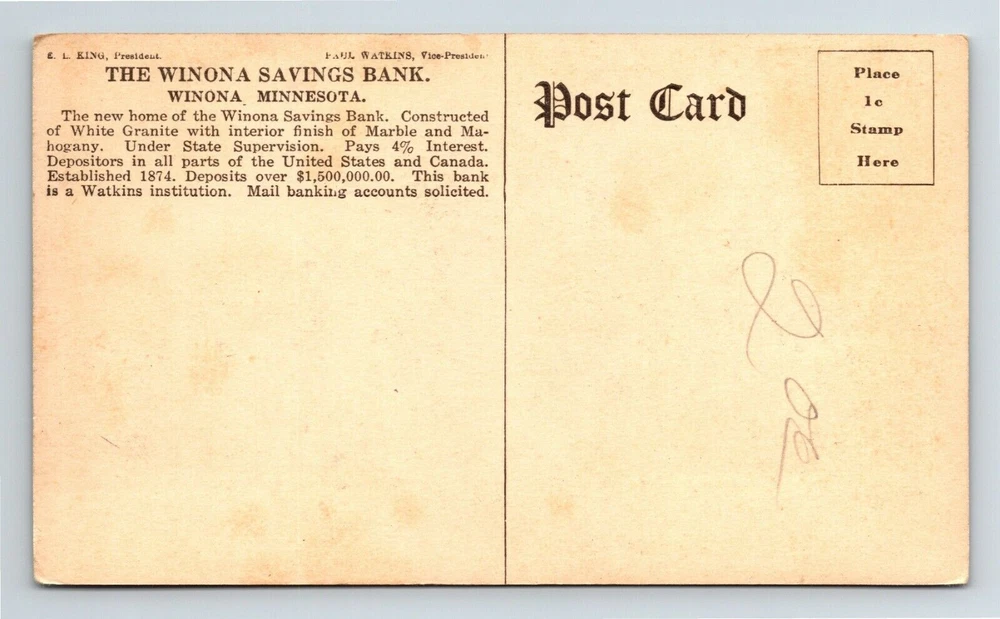 E. L. KING, President. PAUL WATKINS, Vice-President
THE WINONA SAVINGS BANK.
WINONA, MINNESOTA.
The new home of the Winona Savings Bank. Constructed
of White Granite with interior finish of Marble and Ma-
hogany. Under State Supervision. Pays 4% Interest.
Depositors in all parts of the United States and Canada.
Established 1874. Deposits over $1,500,000.00. This bank
is a Watkins institution. Mail banking accounts solicited.
Post Card
Place
1c
Stamp
Here